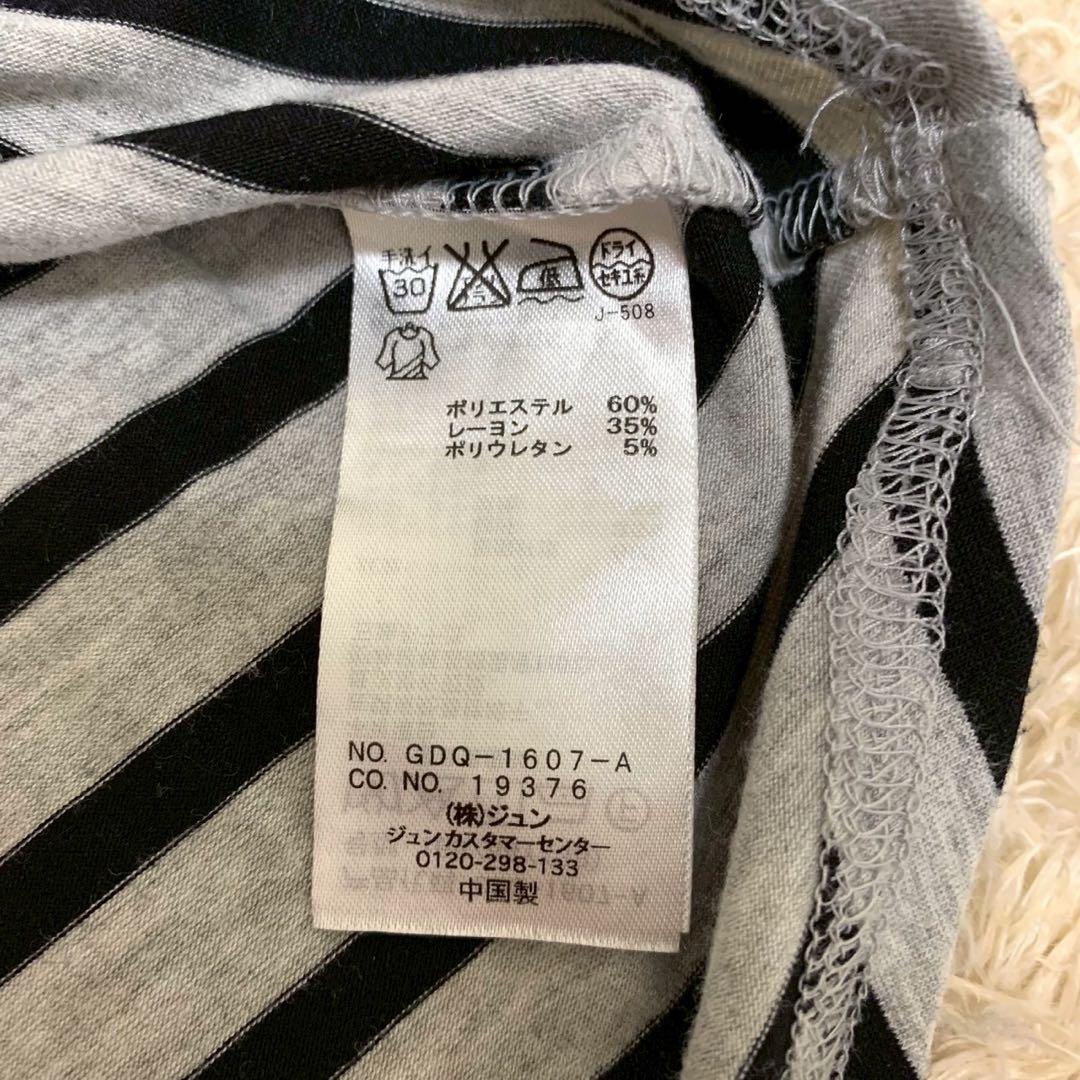 手洗イ
30
低
ドライ
セキユ系
J-508
ポリエステル 60%
レーヨン 35%
ポリウレタン 5%
NO. GDQ-1607-A
CO. NO. 19376
(株)ジュン
ジュンカスタマーセンター
0120-298-133
中国製